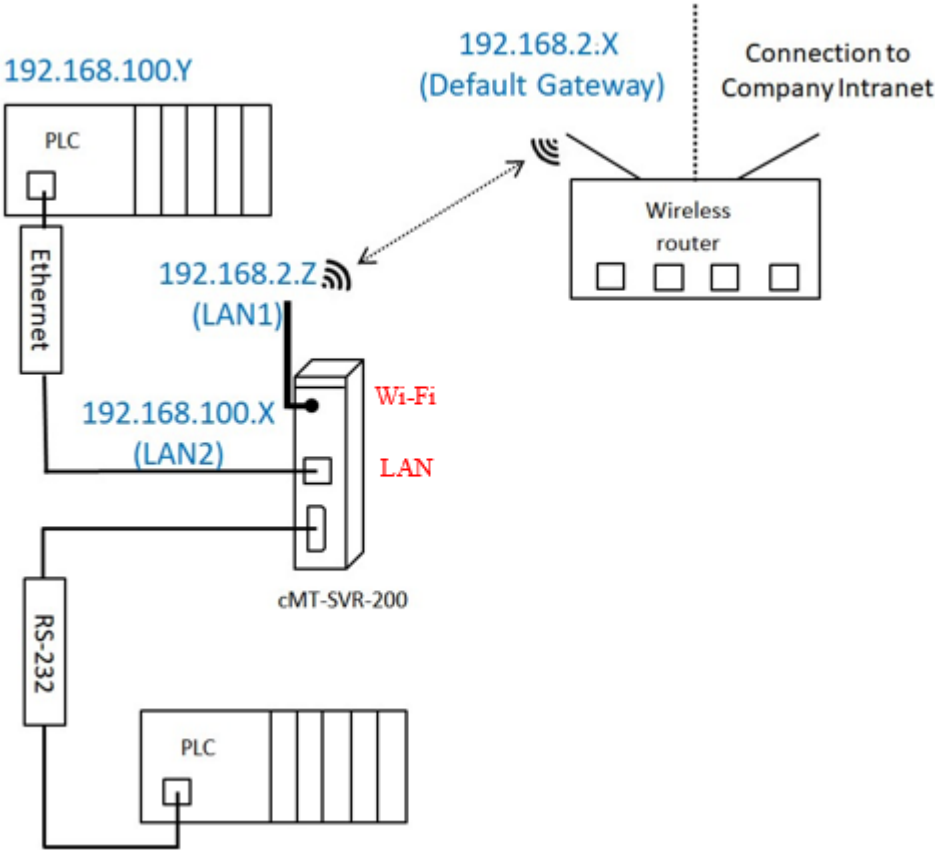 192.168.2.X
(Default Gateway)
Connection to
Company Intranet
192.168.100.Y
PLC
Wireless
router
Ethernet
192.168.2.Z
(LAN1)
Wi-Fi
192.168.100.X
(LAN2)
LAN
cMT-SVR-200
RS-232
PLC